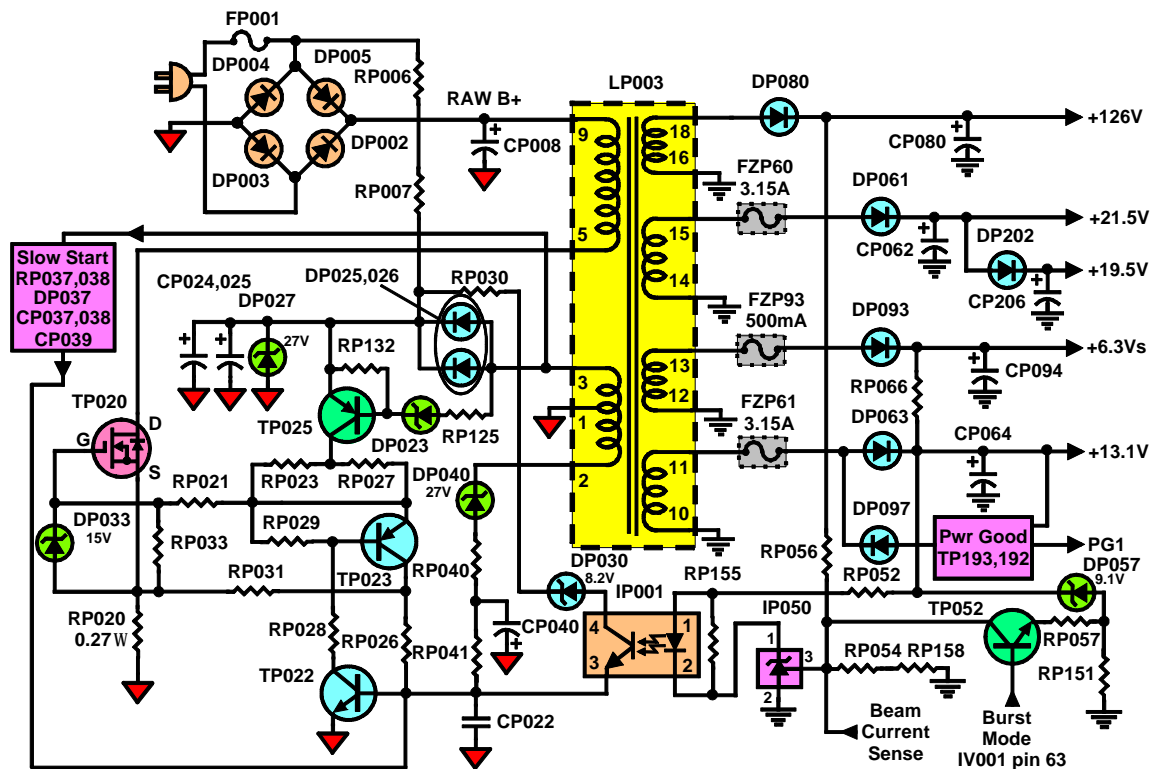 FP001
DP004
DP005
RP006
DP002
DP003
RAW B+
+
CP008
RP007
LP003
9
5
3
1
2
18
16
15
14
13
12
11
10
DP080
+
CP080
+126V
FZP60
3.15A
DP061
CP062
+
+21.5V
DP202
CP206
+
+19.5V
FZP93
500mA
DP093
+
CP094
+6.3Vs
RP066
FZP61
3.15A
DP063
CP064
+
+13.1V
DP097
Pwr Good
TP193,192
PG1
DP057
9.1V
Slow Start
RP037,038
DP037
CP037,038
CP039
CP024,025
+
+
DP027
27V
DP025,026
RP030
RP132
TP025
DP023
RP125
TP020
G
D
S
RP021
RP023
RP027
DP040
27V
DP033
15V
RP033
RP029
TP023
RP031
RP040
DP030
8.2V
IP001
4
3
1
2
RP155
RP052
RP056
IP050
1
3
2
TP052
RP057
RP054
RP158
RP151
RP020
0.27W
RP028
RP026
RP041
CP040
+
TP022
CP022
Beam
Current
Sense
Burst
Mode
IV001 pin 63